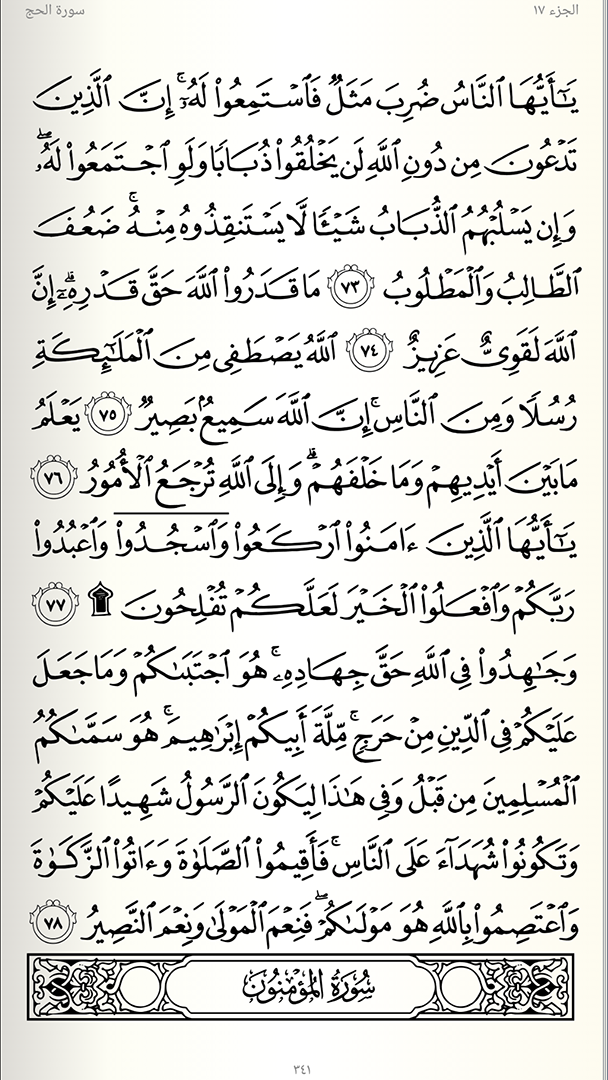 الجزء ١٧
سورة الحج
يَـٰٓأَيُّهَا ٱلنَّاسُ ضُرِبَ مَثَلٌ فَٱسْتَمِعُوا۟ لَهُۥٓ ۚ إِنَّ ٱلَّذِينَ
تَدْعُونَ مِن دُونِ ٱللَّهِ لَن يَخْلُقُوا۟ ذُبَابًا وَلَوِ ٱجْتَمَعُوا۟ لَهُۥ ۖ
وَإِن يَسْلُبْهُمُ ٱلذُّبَابُ شَيْـًٔا لَّا يَسْتَنقِذُوهُ مِنْهُ ۚ ضَعُفَ
ٱلطَّالِبُ وَٱلْمَطْلُوبُ ٧٣ مَا قَدَرُوا۟ ٱللَّهَ حَقَّ قَدْرِهِۦٓ ۗ إِنَّ
ٱللَّهَ لَقَوِىٌّ عَزِيزٌ ٧٤ ٱللَّهُ يَصْطَفِى مِنَ ٱلْمَلَـٰٓئِكَةِ
رُسُلًا وَمِنَ ٱلنَّاسِ ۚ إِنَّ ٱللَّهَ سَمِيعٌۢ بَصِيرٌ ٧٥ يَعْلَمُ
مَا بَيْنَ أَيْدِيهِمْ وَمَا خَلْفَهُمْ ۗ وَإِلَى ٱللَّهِ تُرْجَعُ ٱلْأُمُورُ ٧٦
يَـٰٓأَيُّهَا ٱلَّذِينَ ءَامَنُوا۟ ٱرْكَعُوا۟ وَٱسْجُدُوا۟ وَٱعْبُدُوا۟
رَبَّكُمْ وَٱفْعَلُوا۟ ٱلْخَيْرَ لَعَلَّكُمْ تُفْلِحُونَ ۩ ٧٧
وَجَـٰهِدُوا۟ فِى ٱللَّهِ حَقَّ جِهَادِهِۦ ۚ هُوَ ٱجْتَبَىٰكُمْ وَمَا جَعَلَ
عَلَيْكُمْ فِى ٱلدِّينِ مِنْ حَرَجٍ ۚ مِّلَّةَ أَبِيكُمْ إِبْرَٰهِيمَ ۚ هُوَ سَمَّىٰكُمُ
ٱلْمُسْلِمِينَ مِن قَبْلُ وَفِى هَـٰذَا لِيَكُونَ ٱلرَّسُولُ شَهِيدًا عَلَيْكُمْ
وَتَكُونُوا۟ شُهَدَآءَ عَلَى ٱلنَّاسِ ۚ فَأَقِيمُوا۟ ٱلصَّلَوٰةَ وَءَاتُوا۟ ٱلزَّكَوٰةَ
وَٱعْتَصِمُوا۟ بِٱللَّهِ هُوَ مَوْلَىٰكُمْ ۖ فَنِعْمَ ٱلْمَوْلَىٰ وَنِعْمَ ٱلنَّصِيرُ ٧٨
سُورَةُ المُؤْمِنُونَ
٣٤١